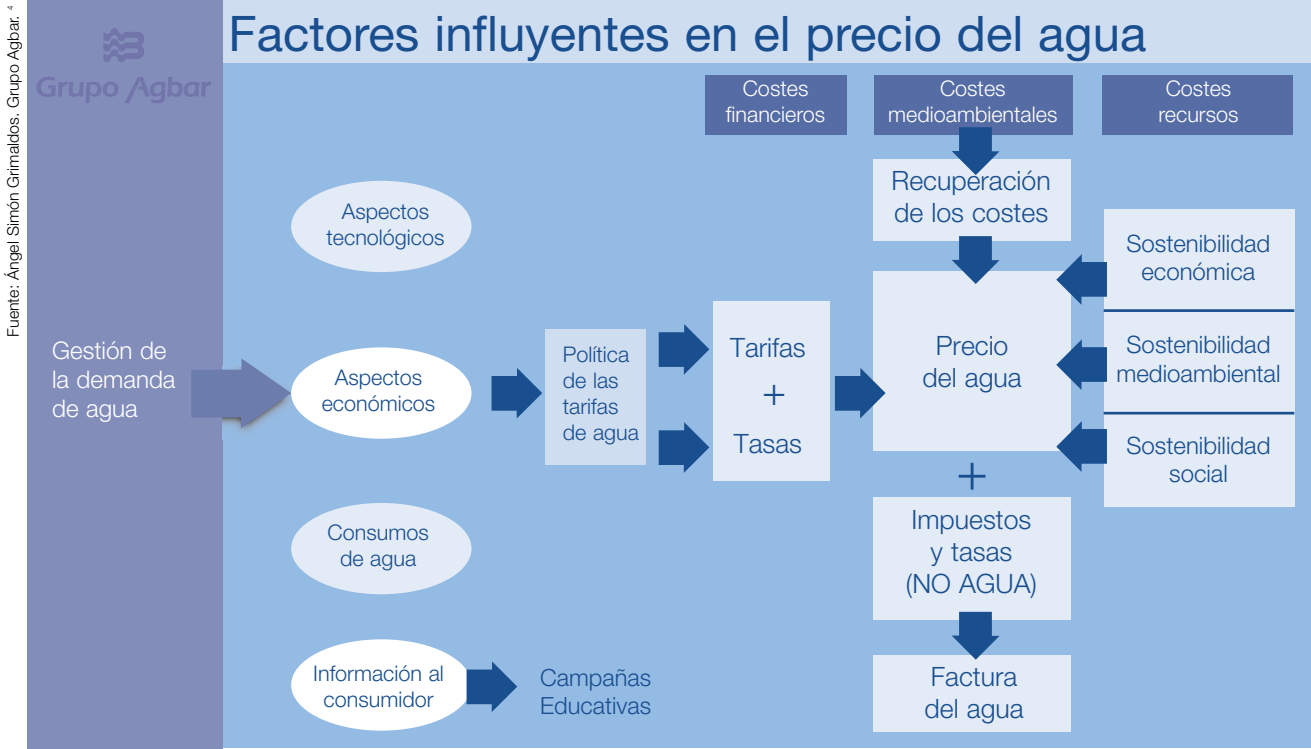 Factores influyentes en el precio del agua
Fuente: Ángel Simón Grimaldos. Grupo Agbar. 4
Grupo Agbar
Costes
financieros
Costes
medioambientales
Costes
recursos
Recuperación
de los costes
Aspectos
tecnológicos
Sostenibilidad
económica
Gestión de
la demanda
de agua
Aspectos
económicos
Política
de las
tarifas
de agua
Tarifas
+
Tasas
Precio
del agua
Sostenibilidad
medioambiental
Sostenibilidad
social
+
Consumos
de agua
Impuestos
y tasas
(NO AGUA)
Información al
consumidor
Campañas
Educativas
Factura
del agua